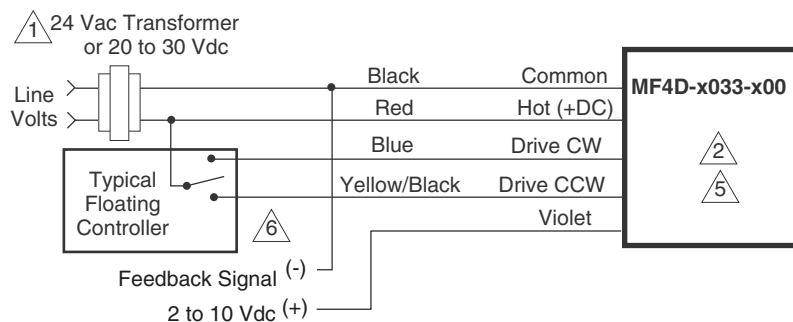 1 24 Vac Transformer
or 20 to 30 Vdc
Line
Volts
Black Common
Red Hot (+DC)
Blue Drive CW
Yellow/Black Drive CCW
Violet
MF4D-x033-x00
2
5
Typical
Floating
Controller
6
Feedback Signal (-)
2 to 10 Vdc (+)